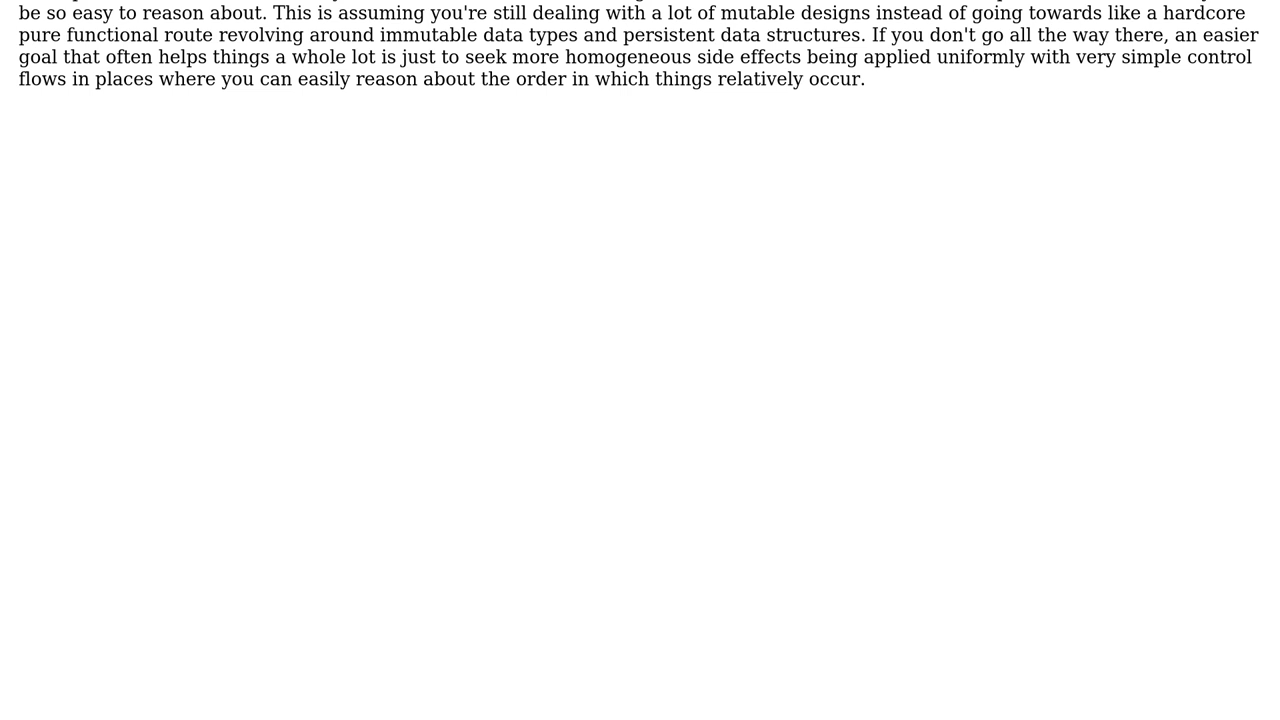 be so easy to reason about. This is assuming you're still dealing with a lot of mutable designs instead of going towards like a hardcore
pure functional route revolving around immutable data types and persistent data structures. If you don't go all the way there, an easier
goal that often helps things a whole lot is just to seek more homogeneous side effects being applied uniformly with very simple control
flows in places where you can easily reason about the order in which things relatively occur.